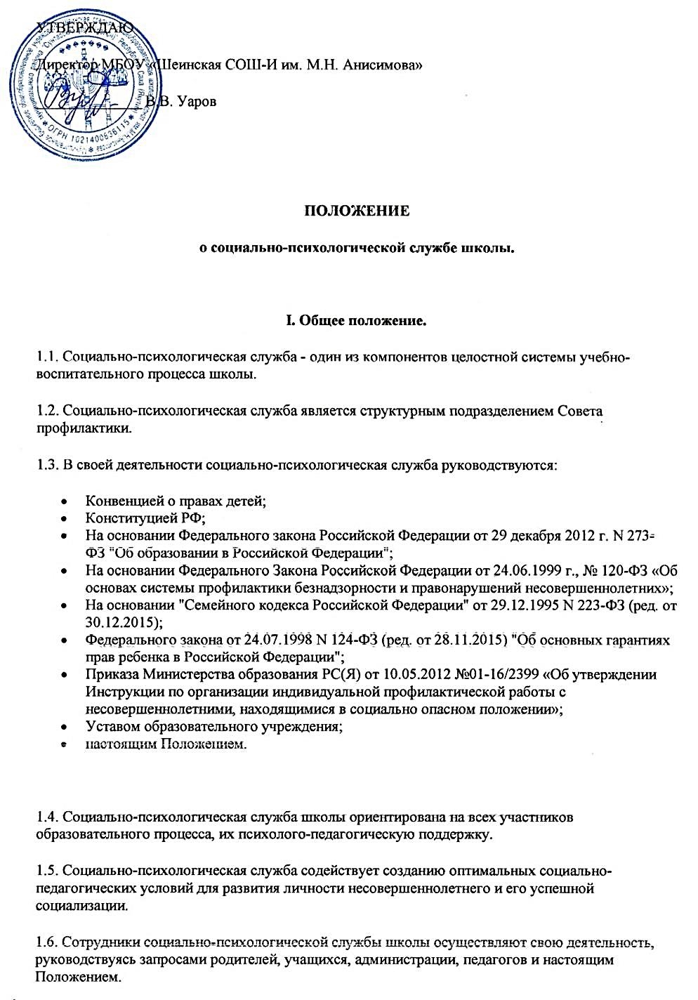 УТВЕРЖДАЮ
Директор МБОУ «Шеинская СОШ-И им. М.Н. Анисимова»
В.В. Уаров
ОГРН 1021400836115
ПОЛОЖЕНИЕ
о социально-психологической службе школы.
I. Общее положение.
1.1. Социально-психологическая служба - один из компонентов целостной системы учебно-
воспитательного процесса школы.
1.2. Социально-психологическая служба является структурным подразделением Совета
профилактики.
1.3. В своей деятельности социально-психологическая служба руководствуются:
• Конвенцией о правах детей;
• Конституцией РФ;
• На основании Федерального закона Российской Федерации от 29 декабря 2012 г. N 273-
ФЗ "Об образовании в Российской Федерации";
• На основании Федерального Закона Российской Федерации от 24.06.1999 г., № 120-ФЗ «Об
основах системы профилактики безнадзорности и правонарушений несовершеннолетних»;
• На основании "Семейного кодекса Российской Федерации" от 29.12.1995 N 223-ФЗ (ред. от
30.12.2015);
• Федерального закона от 24.07.1998 N 124-ФЗ (ред. от 28.11.2015) "Об основных гарантиях
прав ребенка в Российской Федерации";
• Приказа Министерства образования РС(Я) от 10.05.2012 №01-16/2399 «Об утверждении
Инструкции по организации индивидуальной профилактической работы с
несовершеннолетними, находящимися в социально опасном положении»;
• Уставом образовательного учреждения;
• настоящим Положением.
1.4. Социально-психологическая служба школы ориентирована на всех участников
образовательного процесса, их психолого-педагогическую поддержку.
1.5. Социально-психологическая служба содействует созданию оптимальных социально-
педагогических условий для развития личности несовершеннолетнего и его успешной
социализации.
1.6. Сотрудники социально-психологической службы школы осуществляют свою деятельность,
руководствуясь запросами родителей, учащихся, администрации, педагогов и настоящим
Положением.